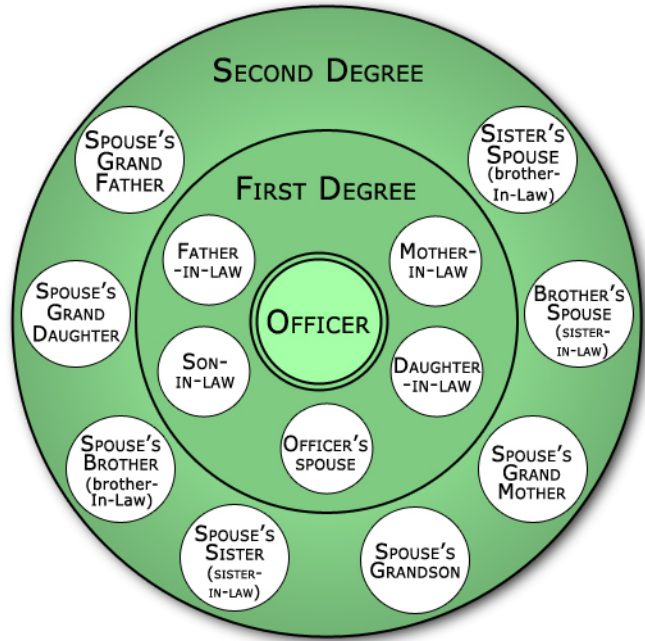 SECOND DEGREE
SPOUSE'S
GRAND
FATHER
SISTER'S
SPOUSE
(brother-
In-Law)
FIRST DEGREE
FATHER
-IN-LAW
MOTHER-
IN-LAW
OFFICER
SPOUSE'S
GRAND
DAUGHTER
BROTHER'S
SPOUSE
(SISTER-
IN-LAW)
SON-
IN-LAW
DAUGHTER
-IN-LAW
OFFICER'S
SPOUSE
SPOUSE'S
BROTHER
(brother-
In-Law)
SPOUSE'S
GRAND
MOTHER
SPOUSE'S
SISTER
(SISTER-
IN-LAW)
SPOUSE'S
GRANDSON